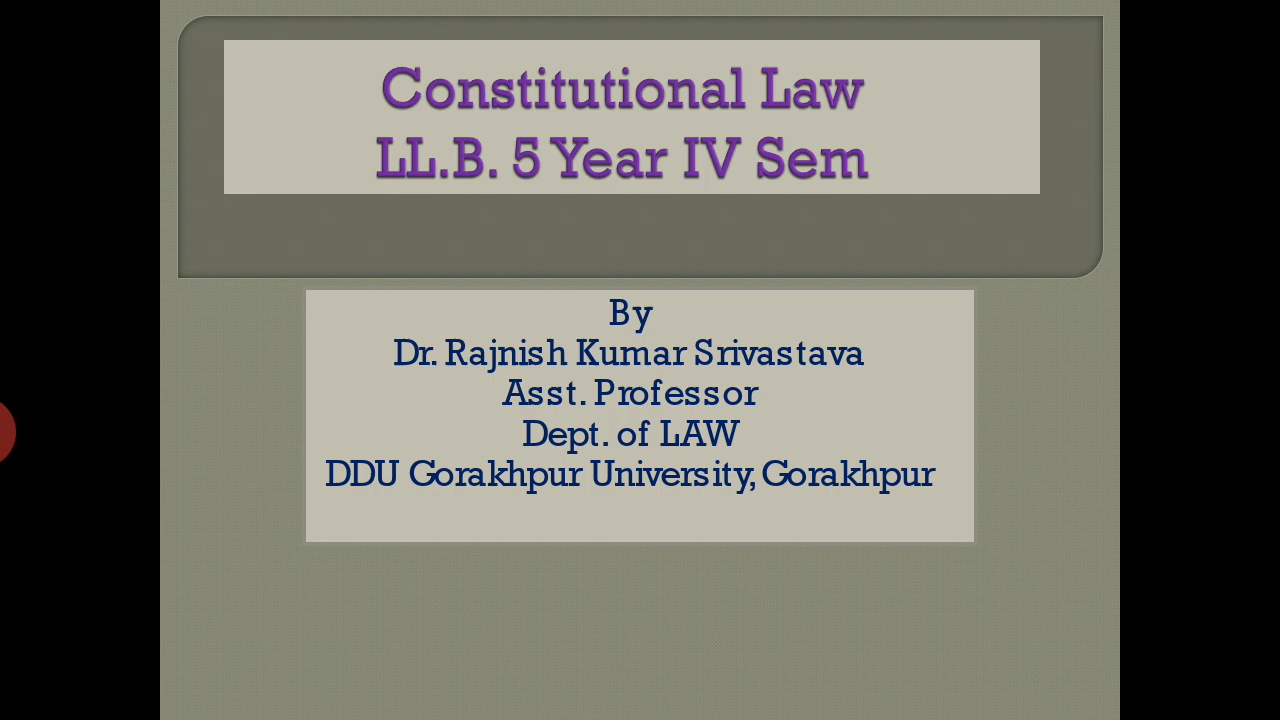 Constitutional Law
LL.B. 5 Year IV Sem
By
Dr. Rajnish Kumar Srivastava
Asst. Professor
Dept. of LAW
DDU Gorakhpur University, Gorakhpur